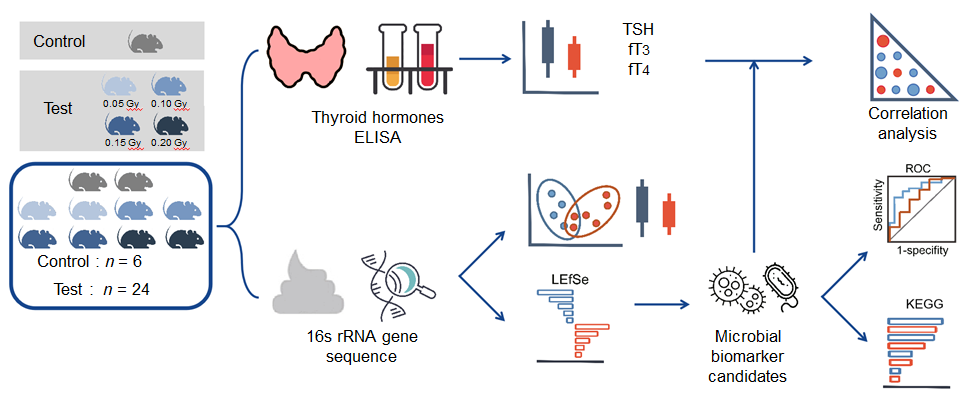 Control
Test
0.05 Gy
0.10 Gy
0.15 Gy
0.20 Gy
Control : n = 6
Test : n = 24
Thyroid hormones
ELISA
TSH
fT3
fT4
Correlation
analysis
16s rRNA gene
sequence
LEfSe
Microbial
biomarker
candidates
ROC
Sensitivity
1-specifity
KEGG